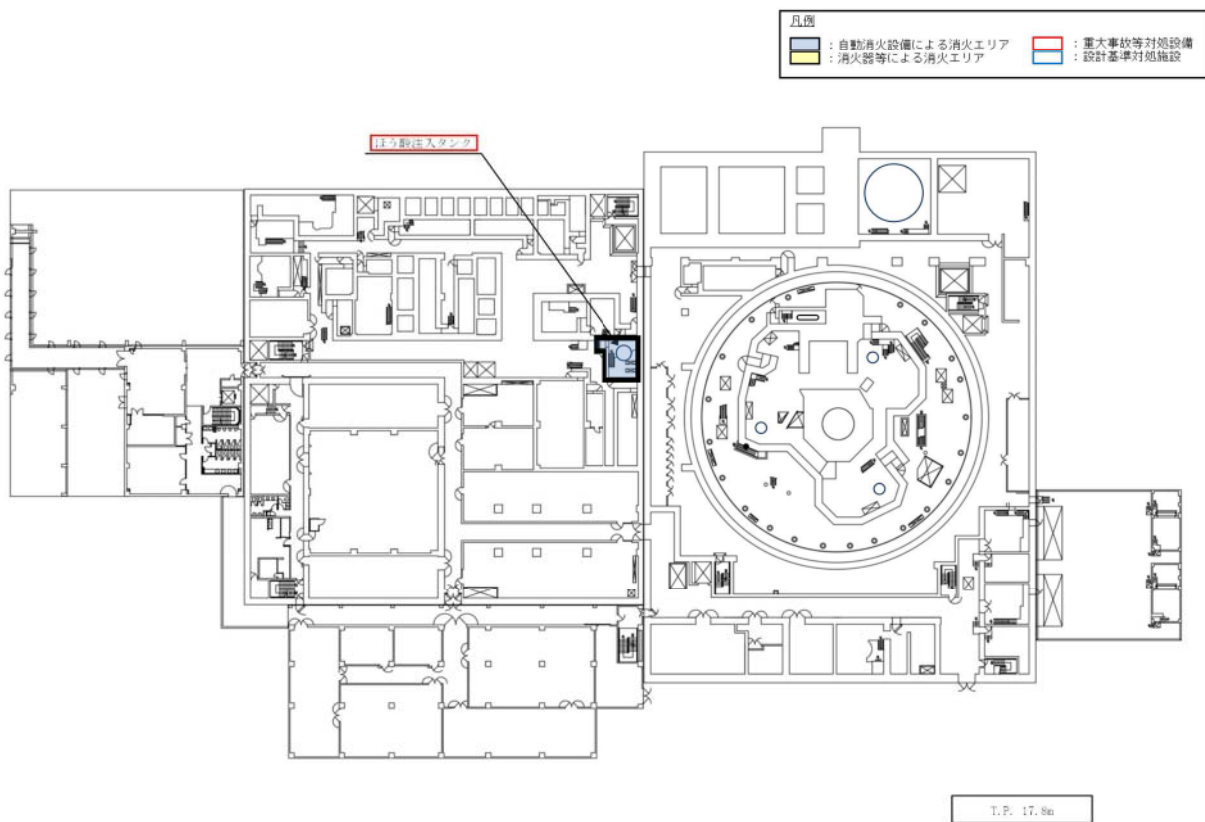 凡例
：自動消火設備による消火エリア
：重大事故等対処設備
：消火器等による消火エリア
：設計基準対処施設
ほう酸注入タンク
T.P. 17.8m